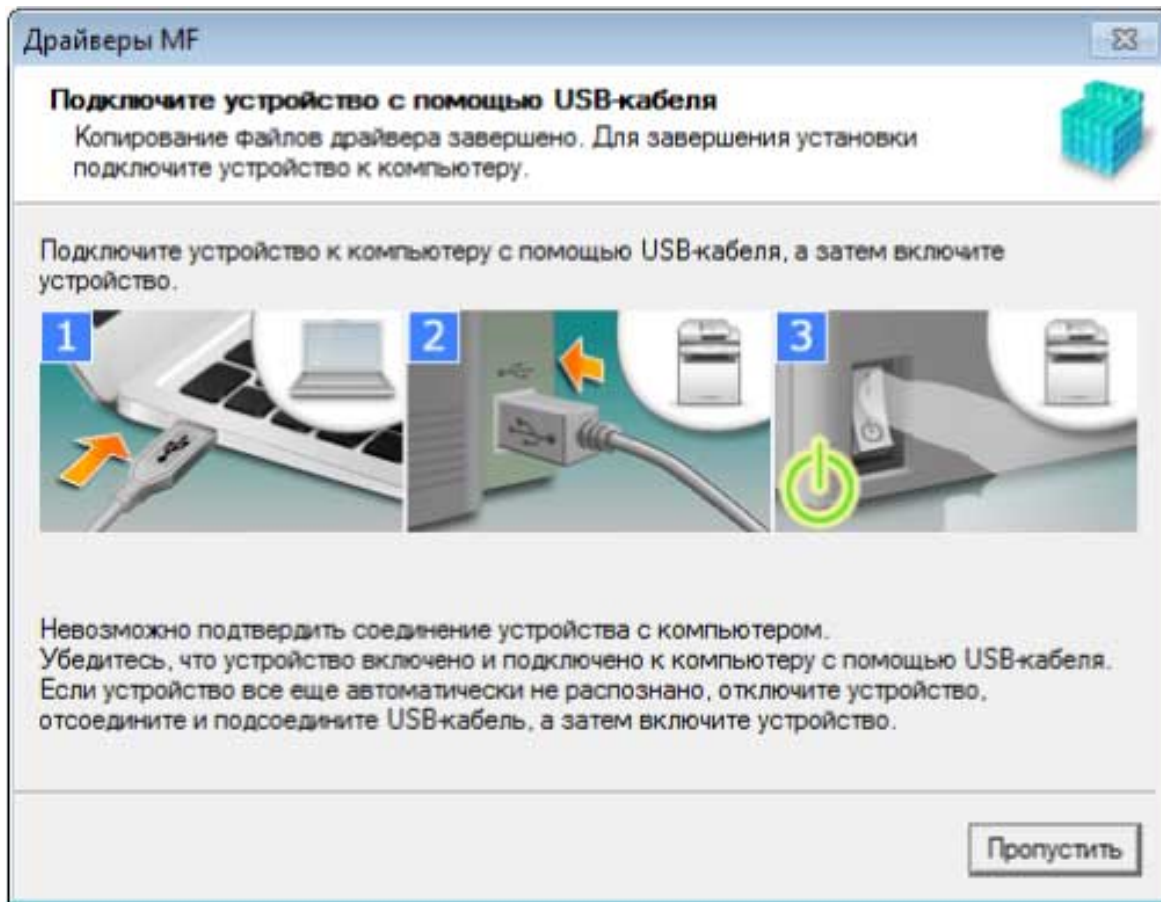 Драйверы MF
Подключите устройство с помощью USB-кабеля
Копирование файлов драйвера завершено. Для завершения установки
подключите устройство к компьютеру.
Подключите устройство к компьютеру с помощью USB-кабеля, а затем включите
устройство.
1
2
3
Невозможно подтвердить соединение устройства с компьютером.
Убедитесь, что устройство включено и подключено к компьютеру с помощью USB-кабеля.
Если устройство все еще автоматически не распознано, отключите устройство,
отсоедините и подсоедините USB-кабель, а затем включите устройство.
Пропустить